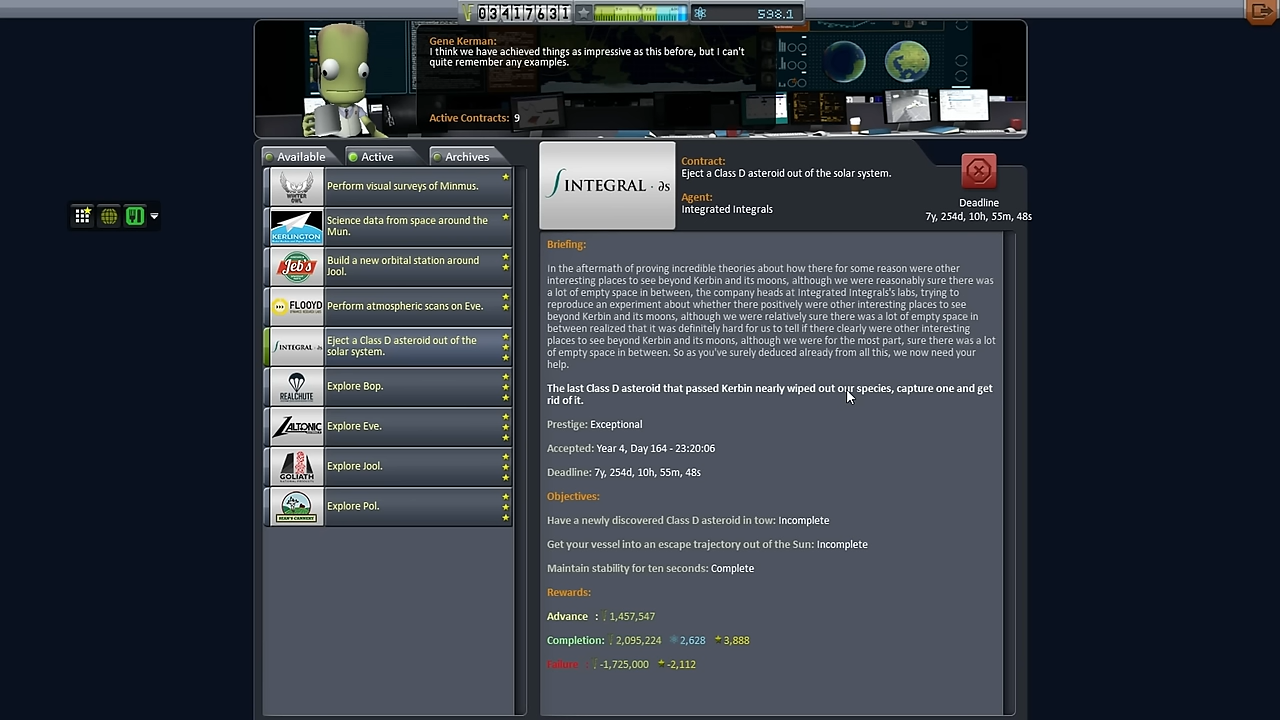 03417631
598.1
Gene Kerman:
I think we have achieved things as impressive as this before, but I can't
quite remember any examples.
Active Contracts: 9
Available
Active
Archives
Perform visual surveys of Minmus.
WINTER
OWL
Science data from space around the
Mun.
KERLINGTON
Build a new orbital station around
Jool.
Jeb's
Perform atmospheric scans on Eve.
FLOOYD
Eject a Class D asteroid out of the
solar system.
∫INTEGRAL · ∂s
Explore Bop.
REALCHUTE
Explore Eve.
ZALTONIC
Explore Jool.
GOLIATH
Explore Pol.
SEAN'S CANNERY
∫INTEGRAL · ∂s
Contract:
Eject a Class D asteroid out of the solar system.
Agent:
Integrated Integrals
Deadline
7y, 254d, 10h, 55m, 48s
Briefing:
In the aftermath of proving incredible theories about how there for some reason were other
interesting places to see beyond Kerbin and its moons, although we were reasonably sure there was
a lot of empty space in between, the company heads at Integrated Integrals's labs, trying to
reproduce an experiment about whether there positively were other interesting places to see
beyond Kerbin and its moons, although we were relatively sure there was a lot of empty space in
between realized that it was definitely hard for us to tell if there clearly were other interesting
places to see beyond Kerbin and its moons, although we were for the most part, sure there was a lot
of empty space in between. So as you've surely deduced already from all this, we now need your
help.
The last Class D asteroid that passed Kerbin nearly wiped out our species, capture one and get
rid of it.
Prestige: Exceptional
Accepted: Year 4, Day 164 - 23:20:06
Deadline: 7y, 254d, 10h, 55m, 48s
Objectives:
Have a newly discovered Class D asteroid in tow: Incomplete
Get your vessel into an escape trajectory out of the Sun: Incomplete
Maintain stability for ten seconds: Complete
Rewards:
Advance : 1,457,547
Completion: 2,095,224 2,628 3,888
Failure : -1,725,000 -2,112